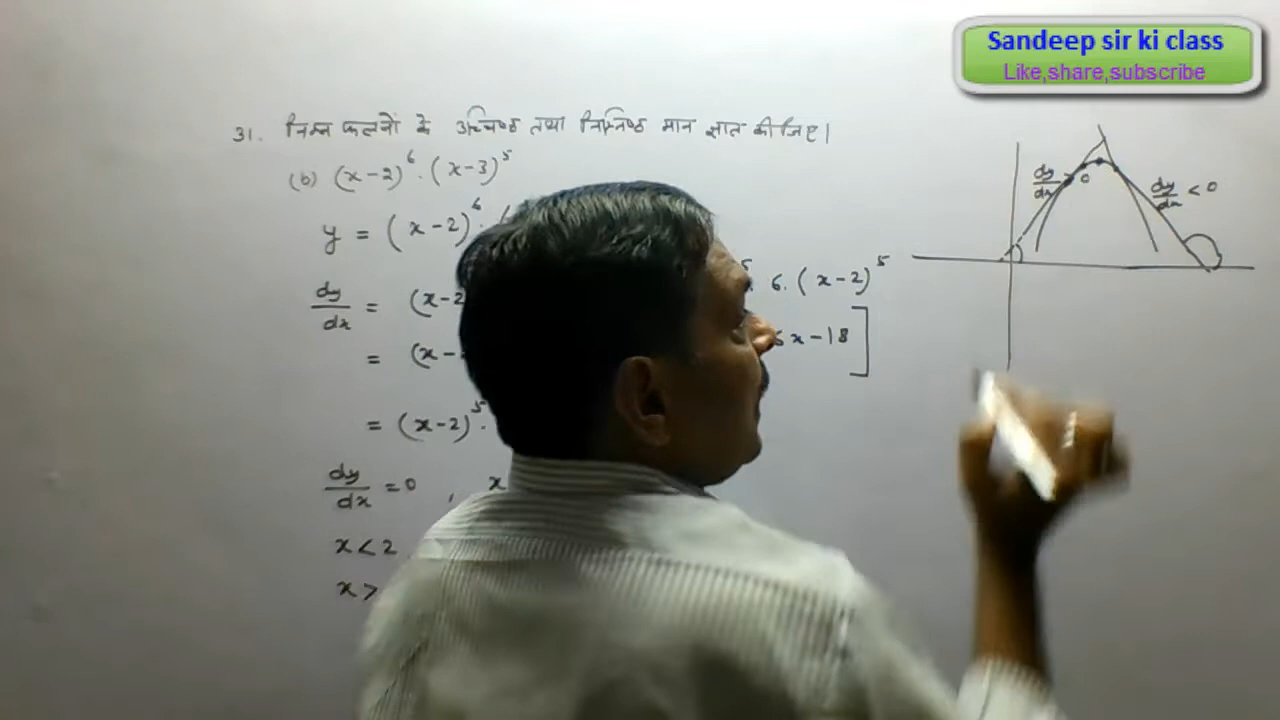 Sandeep sir ki class
Like,share,subscribe
31. निम्न फलनों के उच्चिष्ठ तथा निम्निष्ठ मान ज्ञात कीजिए।
(b) (x-2)⁶.(x-3)⁵
y = (x-2)⁶.
dy/dx = (x-2 6.(x-2)⁵
= (x- 6x-18]
= (x-2)⁵.
dy/dx = 0, x
x<2
x>
dy/dx > 0
dy/dx < 0